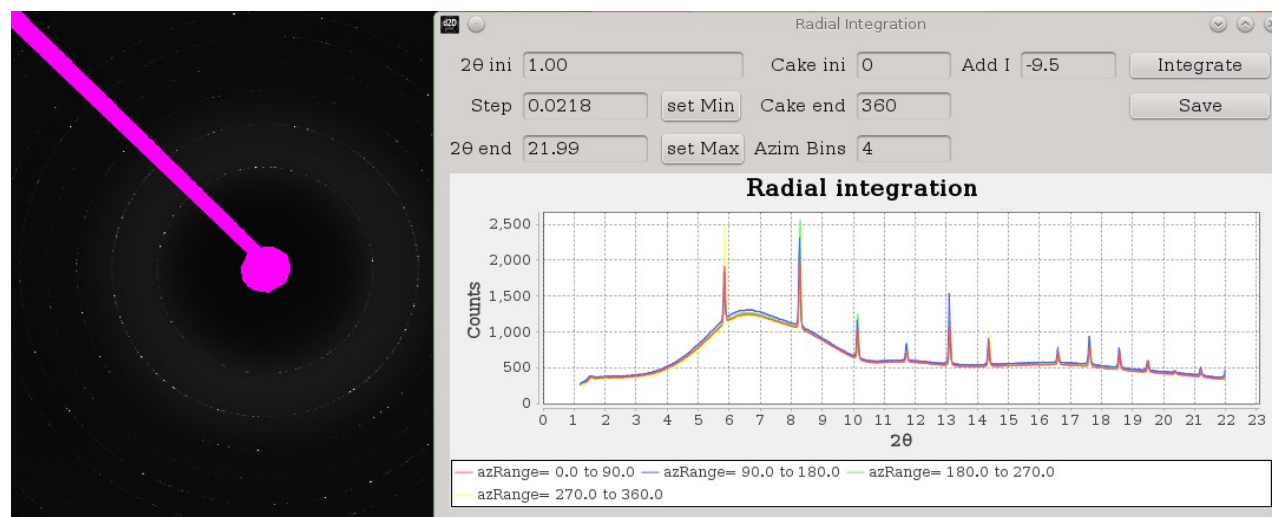 d2D
Radial Integration
2θ ini 1.00 Cake ini 0 Add I -9.5 Integrate
Step 0.0218 set Min Cake end 360 Save
2θ end 21.99 set Max Azim Bins 4
Radial integration
2,500
2,000
1,500
1,000
500
0
Counts
0 1 2 3 4 5 6 7 8 9 10 11 12 13 14 15 16 17 18 19 20 21 22 23
2θ
azRange= 0.0 to 90.0 azRange= 90.0 to 180.0 azRange= 180.0 to 270.0
azRange= 270.0 to 360.0